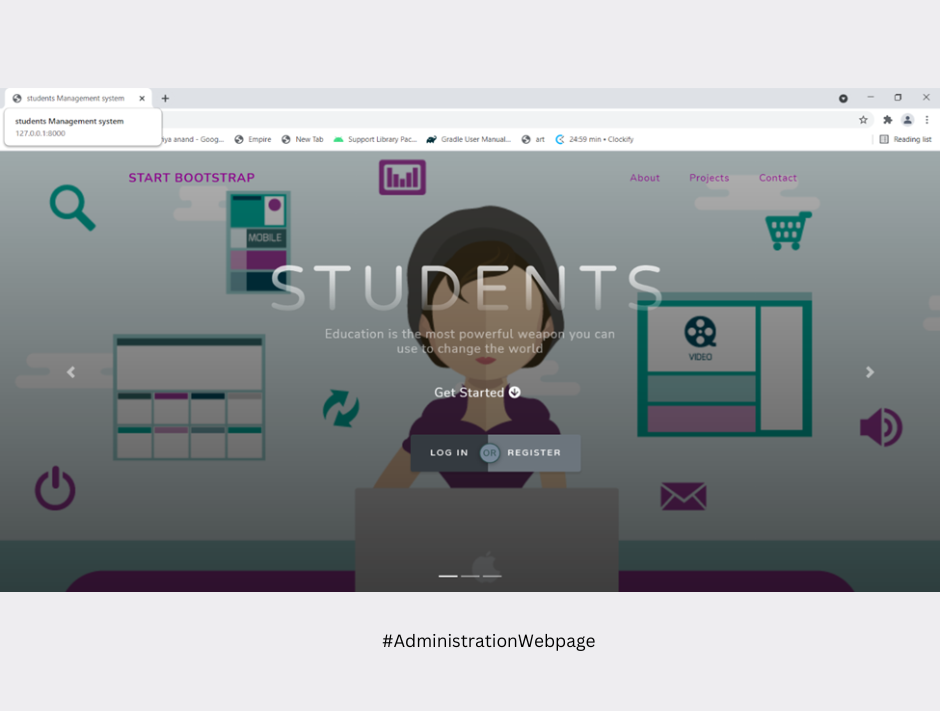 students Management system
students Management system
127.0.0.1:8000
anand - Goog...
Empire
New Tab
Support Library Pac...
Gradle User Manual...
art
24:59 min • Clockify
Reading list
START BOOTSTRAP
About
Projects
Contact
MOBILE
STUDENTS
Education is the most powerful weapon you can
use to change the world
VIDEO
Get Started
LOG IN OR REGISTER
#AdministrationWebpage